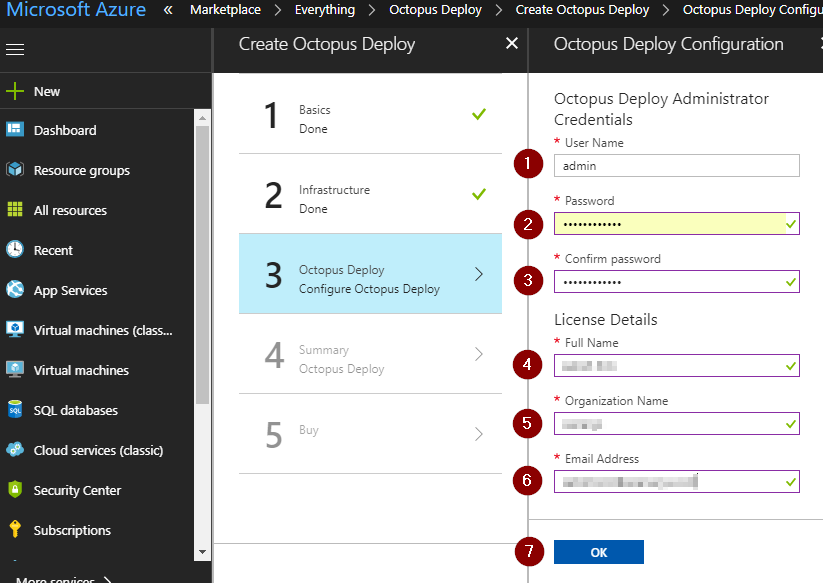 Microsoft Azure « Marketplace > Everything > Octopus Deploy > Create Octopus Deploy > Octopus Deploy Configu
New
Dashboard
Resource groups
All resources
Recent
App Services
Virtual machines (class...
Virtual machines
SQL databases
Cloud services (classic)
Security Center
Subscriptions
More services >
Create Octopus Deploy
1 Basics
Done
2 Infrastructure
Done
3 Octopus Deploy
Configure Octopus Deploy
4 Summary
Octopus Deploy
5 Buy
Octopus Deploy Configuration
Octopus Deploy Administrator
Credentials
* User Name
1 admin
* Password
2 ••••••••••••
* Confirm password
3 ••••••••••••
License Details
* Full Name
4
* Organization Name
5
* Email Address
6
7 OK